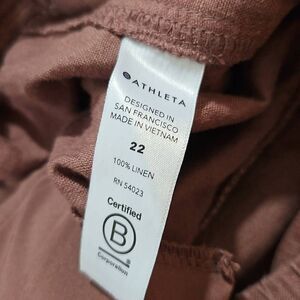 ATHLETA
DESIGNED IN
SAN FRANCISCO
MADE IN VIETNAM
22
100% LINEN
RN 54023
Certified
B
Corporation